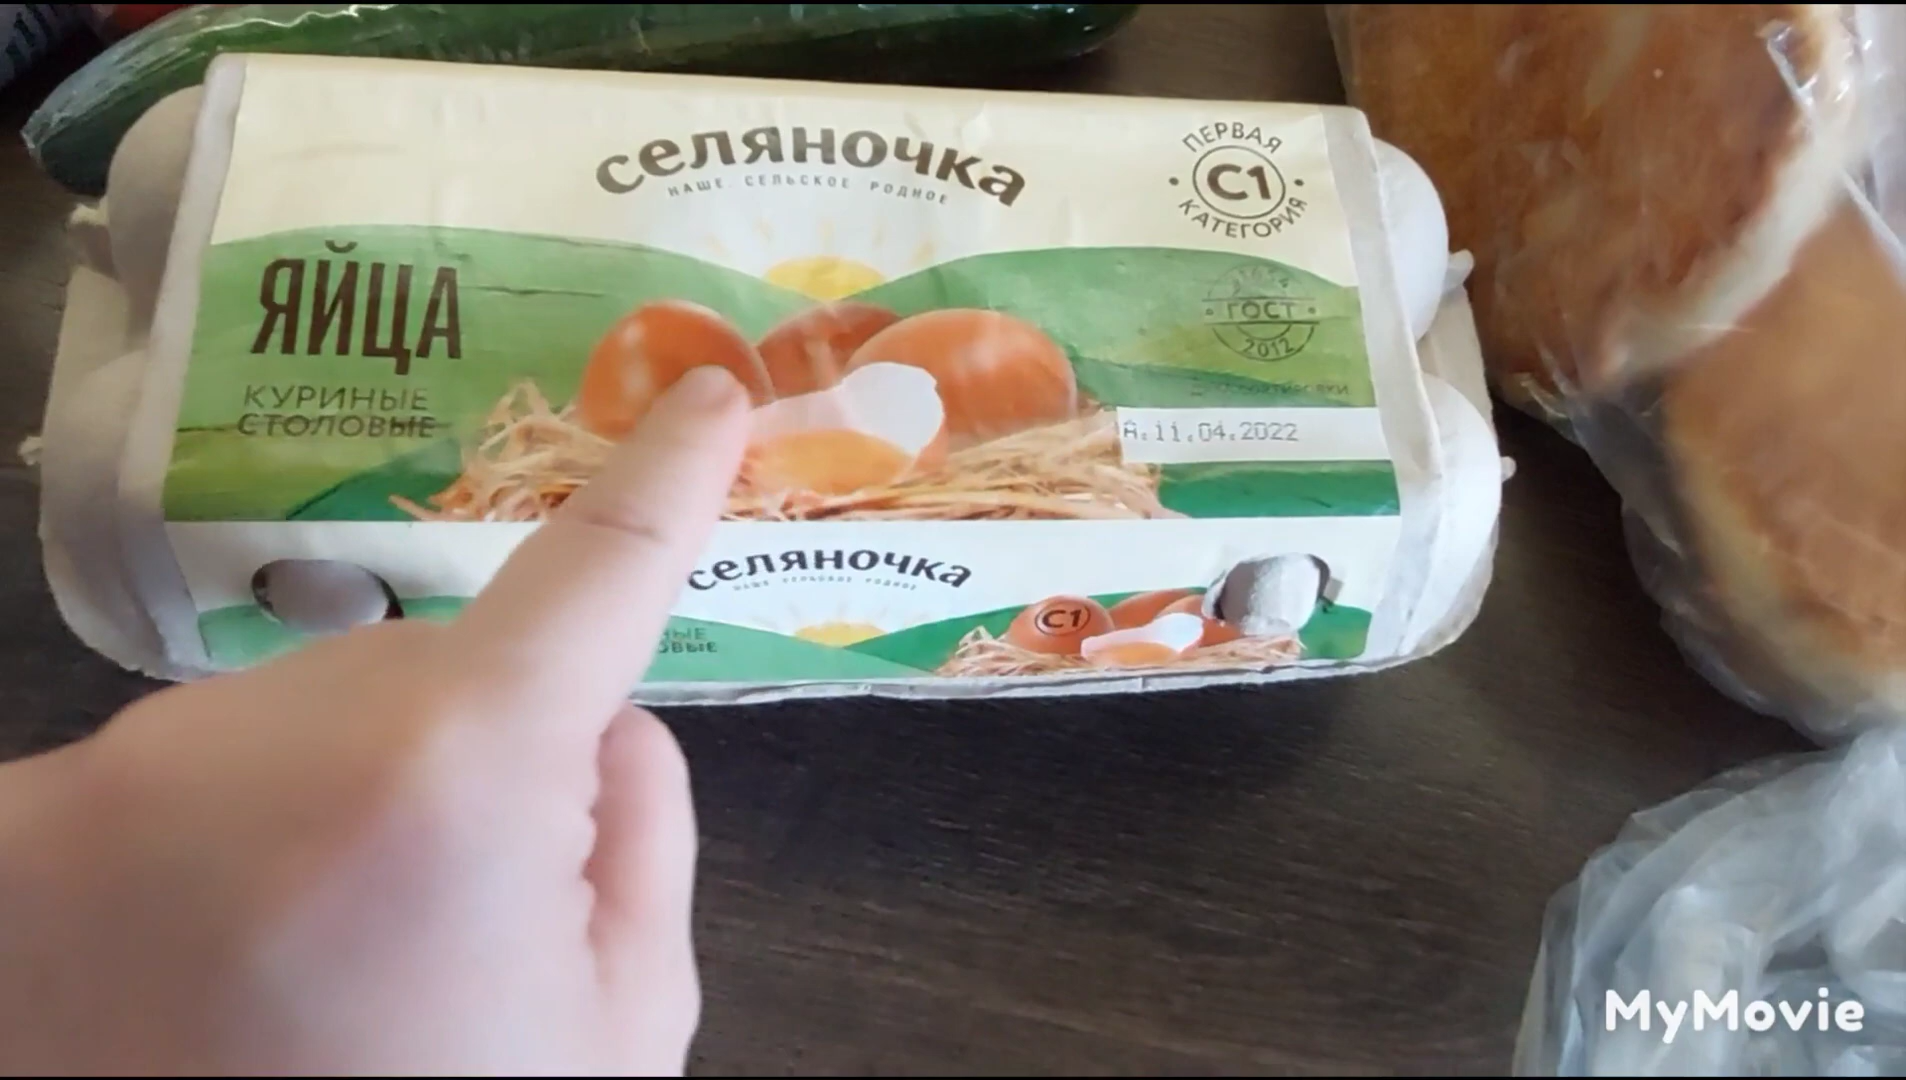 селяночка
НАШЕ. СЕЛЬСКОЕ РОДНОЕ
ПЕРВАЯ
С1
КАТЕГОРИЯ
ЯЙЦА
КУРИНЫЕ
СТОЛОВЫЕ
ГОСТ
2012
А.11.04.2022
селяночка
НАШЕ СЕЛЬСКОЕ РОДНОЕ
С1
MyMovie